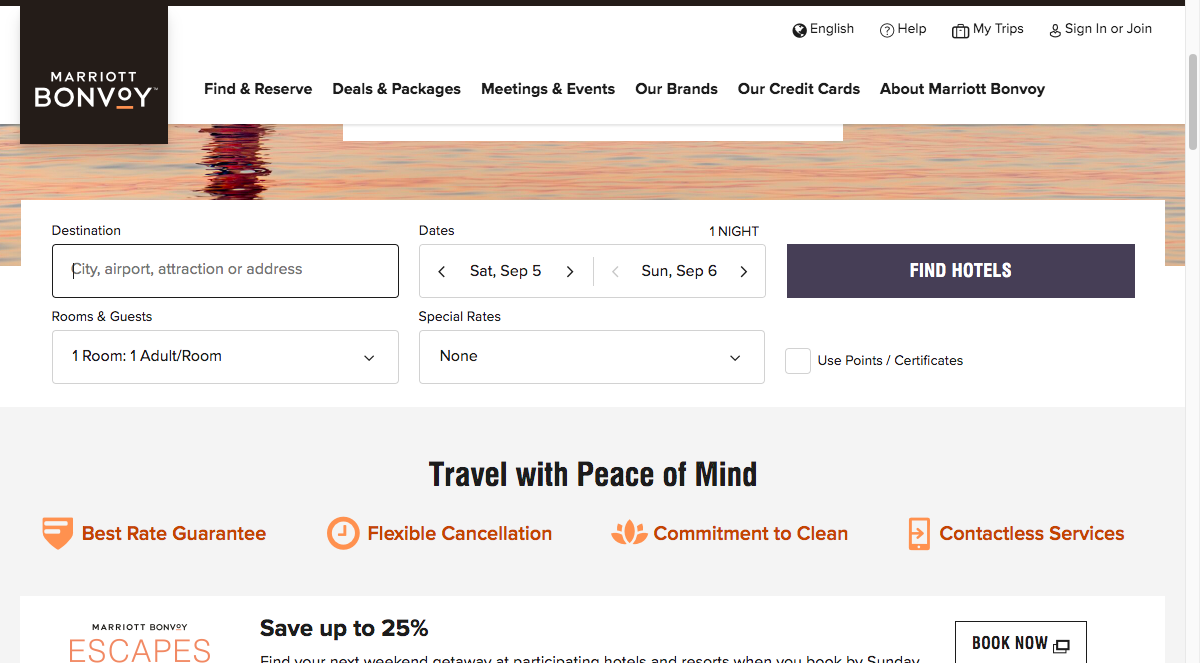 English
Help
My Trips
Sign In or Join
MARRIOTT
BONVOY™
Find & Reserve
Deals & Packages
Meetings & Events
Our Brands
Our Credit Cards
About Marriott Bonvoy
Destination
Dates
1 NIGHT
City, airport, attraction or address
Sat, Sep 5
Sun, Sep 6
FIND HOTELS
Rooms & Guests
Special Rates
1 Room: 1 Adult/Room
None
Use Points / Certificates
Travel with Peace of Mind
Best Rate Guarantee
Flexible Cancellation
Commitment to Clean
Contactless Services
MARRIOTT BONVOY
ESCAPES
Save up to 25%
Find your next weekend getaway at participating hotels and resorts when you book by Sunday
BOOK NOW